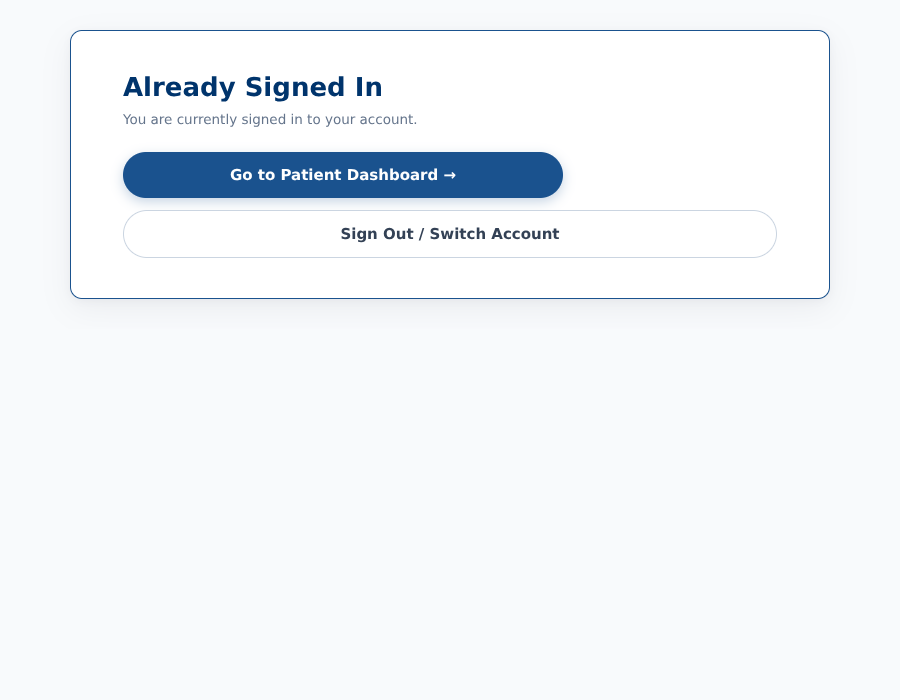 Already Signed In
You are currently signed in to your account.
Go to Patient Dashboard →
Sign Out / Switch Account